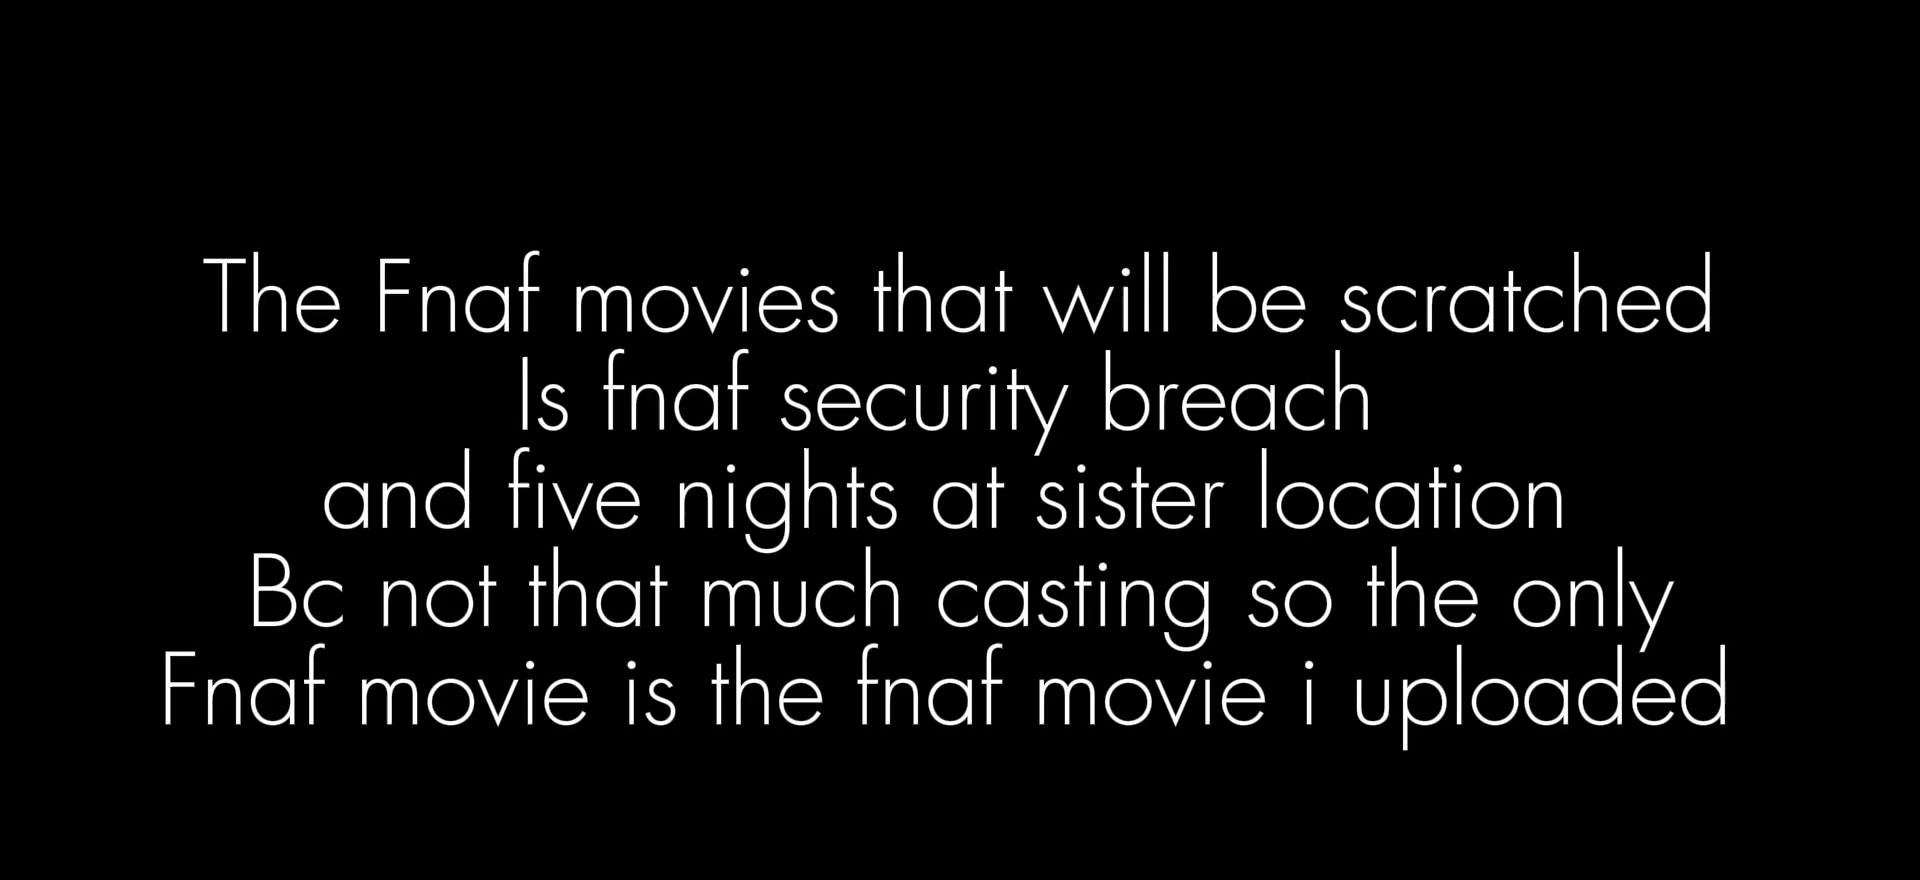 The Fnaf movies that will be scratched
Is fnaf security breach
and five nights at sister location
Bc not that much casting so the only
Fnaf movie is the fnaf movie i uploaded